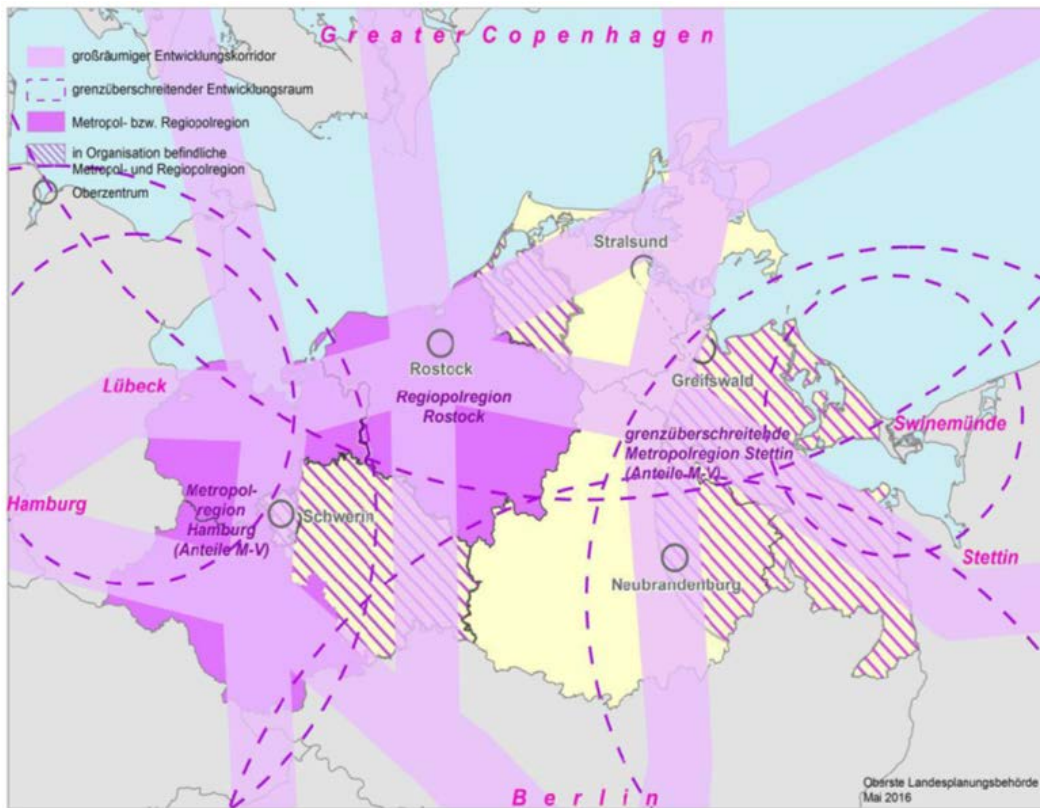 Greater Copenhagen
großräumiger Entwicklungskorridor
grenzüberschreitender Entwicklungsraum
Metropol- bzw. Regiopolregion
in Organisation befindliche
Metropol- und Regiopolregion
Oberzentrum
Stralsund
Rostock
Lübeck
Regiopolregion
Rostock
Greifswald
Swinemünde
grenzüberschreitende
Metropolregion Stettin
(Anteile M-V)
Hamburg
Metropol-
region
Hamburg
(Anteile M-V)
Schwerin
Stettin
Neubrandenburg
Berlin
Oberste Landesplanungsbehörde
Mai 2016